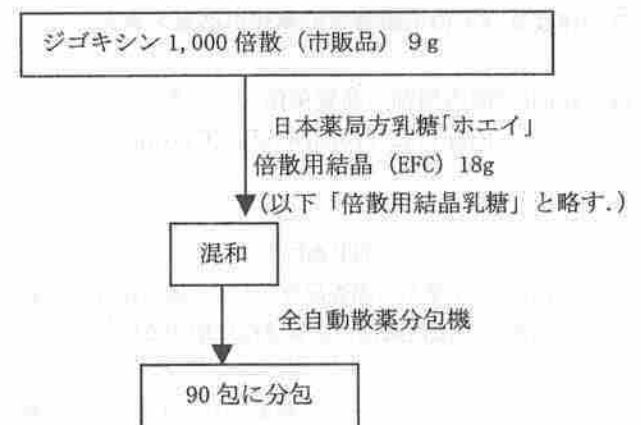 ジゴキシン 1,000 倍散（市販品）９g
日本薬局方乳糖「ホエイ」
倍散用結晶（EFC）18g
(以下「倍散用結晶乳糖」と略す.)
混和
全自動散薬分包機
90 包に分包